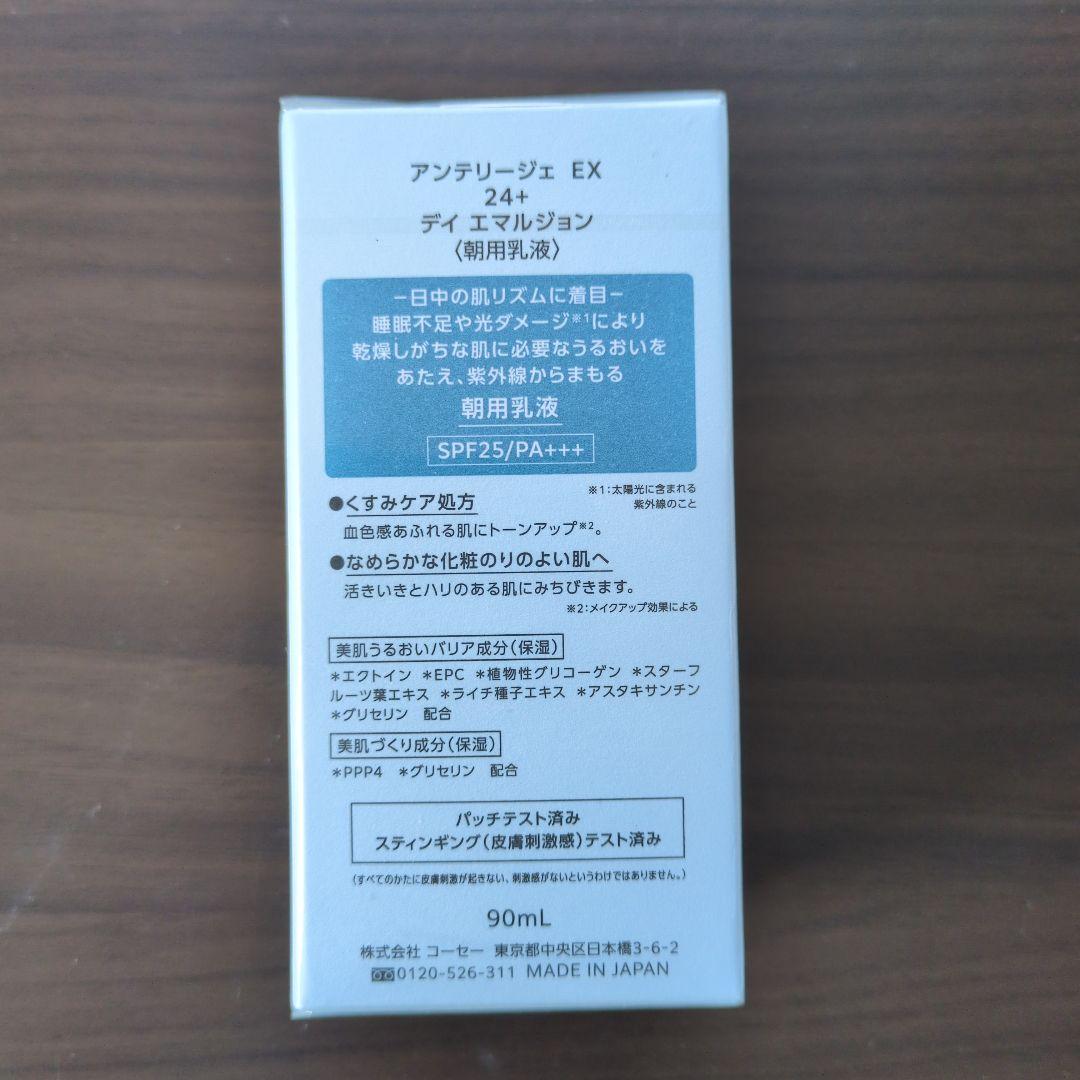 アンテリージェ EX
24+
デイ エマルジョン
〈朝用乳液〉
−日中の肌リズムに着目−
睡眠不足や光ダメージ※1により
乾燥しがちな肌に必要なうるおいを
あたえ、紫外線からまもる
朝用乳液
SPF25/PA+++
※1:太陽光に含まれる
紫外線のこと
●くすみケア処方
血色感あふれる肌にトーンアップ※2。
●なめらかな化粧のりのよい肌へ
活きいきとハリのある肌にみちびきます。
※2:メイクアップ効果による
美肌うるおいバリア成分(保湿)
*エクトイン *EPC *植物性グリコーゲン *スターフ
ルーツ葉エキス *ライチ種子エキス *アスタキサンチン
*グリセリン 配合
美肌づくり成分(保湿)
*PPP4 *グリセリン 配合
パッチテスト済み
スティンギング(皮膚刺激感)テスト済み
(すべてのかたに皮膚刺激が起きない、刺激感がないというわけではありません。)
90mL
株式会社 コーセー 東京都中央区日本橋3-6-2
0120-526-311 MADE IN JAPAN